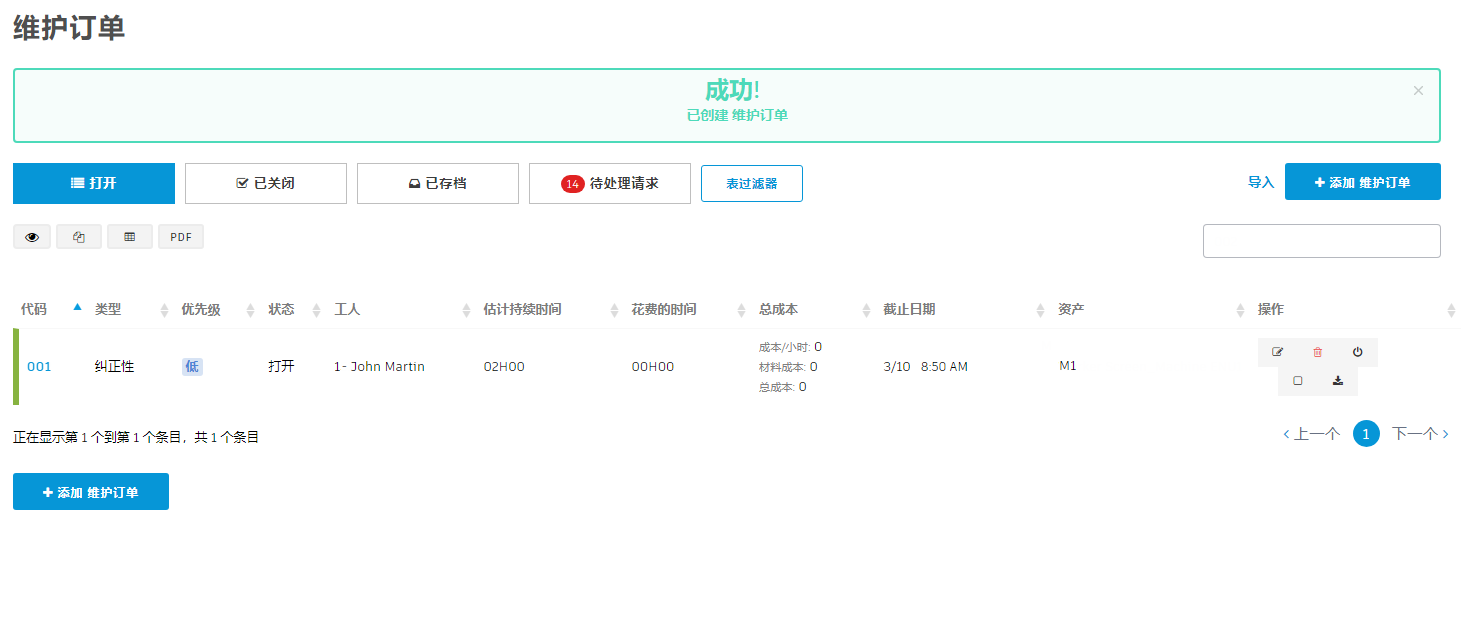 维护订单
成功!
×
已创建 维护订单
打开 已关闭 已存档 14 待处理请求 表过滤器 导入 + 添加 维护订单
PDF
代码 类型 优先级 状态 工人 估计持续时间 花费的时间 总成本 截止日期 资产 操作
成本/小时: 0
001 纠正性 低 打开 1- John Martin 02H00 00H00 材料成本: 0 3/10 8:50 AM M1
总成本: 0
正在显示第 1 个到第 1 个条目，共 1 个条目 ‹ 上一个 1 下一个 ›
+ 添加 维护订单